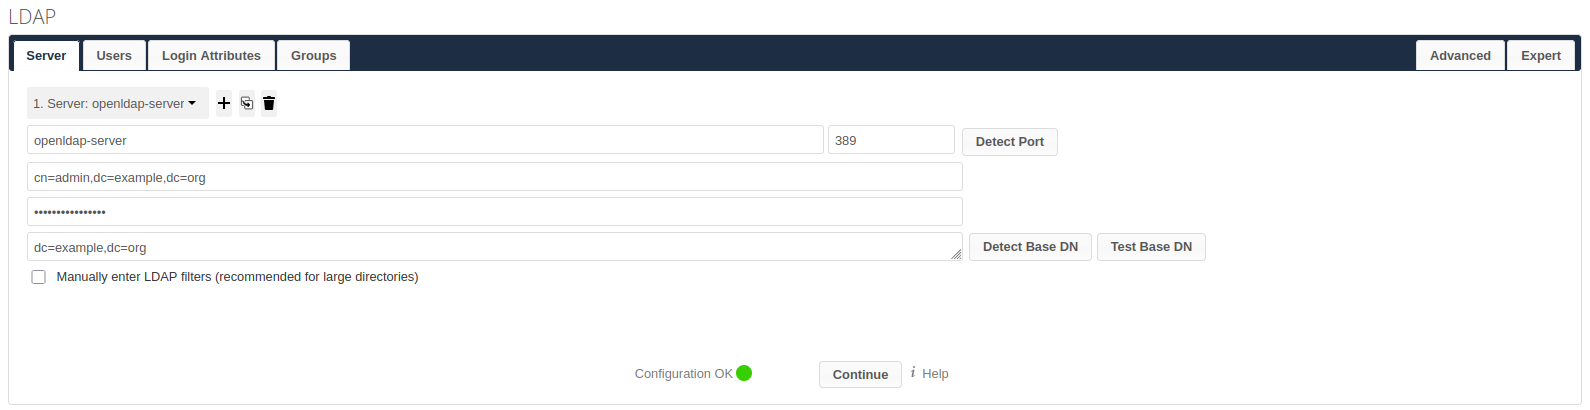 LDAP
Server Users Login Attributes Groups Advanced Expert
1. Server: openldap-server
openldap-server 389 Detect Port
cn=admin,dc=example,dc=org
••••••••••••••••
dc=example,dc=org Detect Base DN Test Base DN
Manually enter LDAP filters (recommended for large directories)
Configuration OK Continue i Help